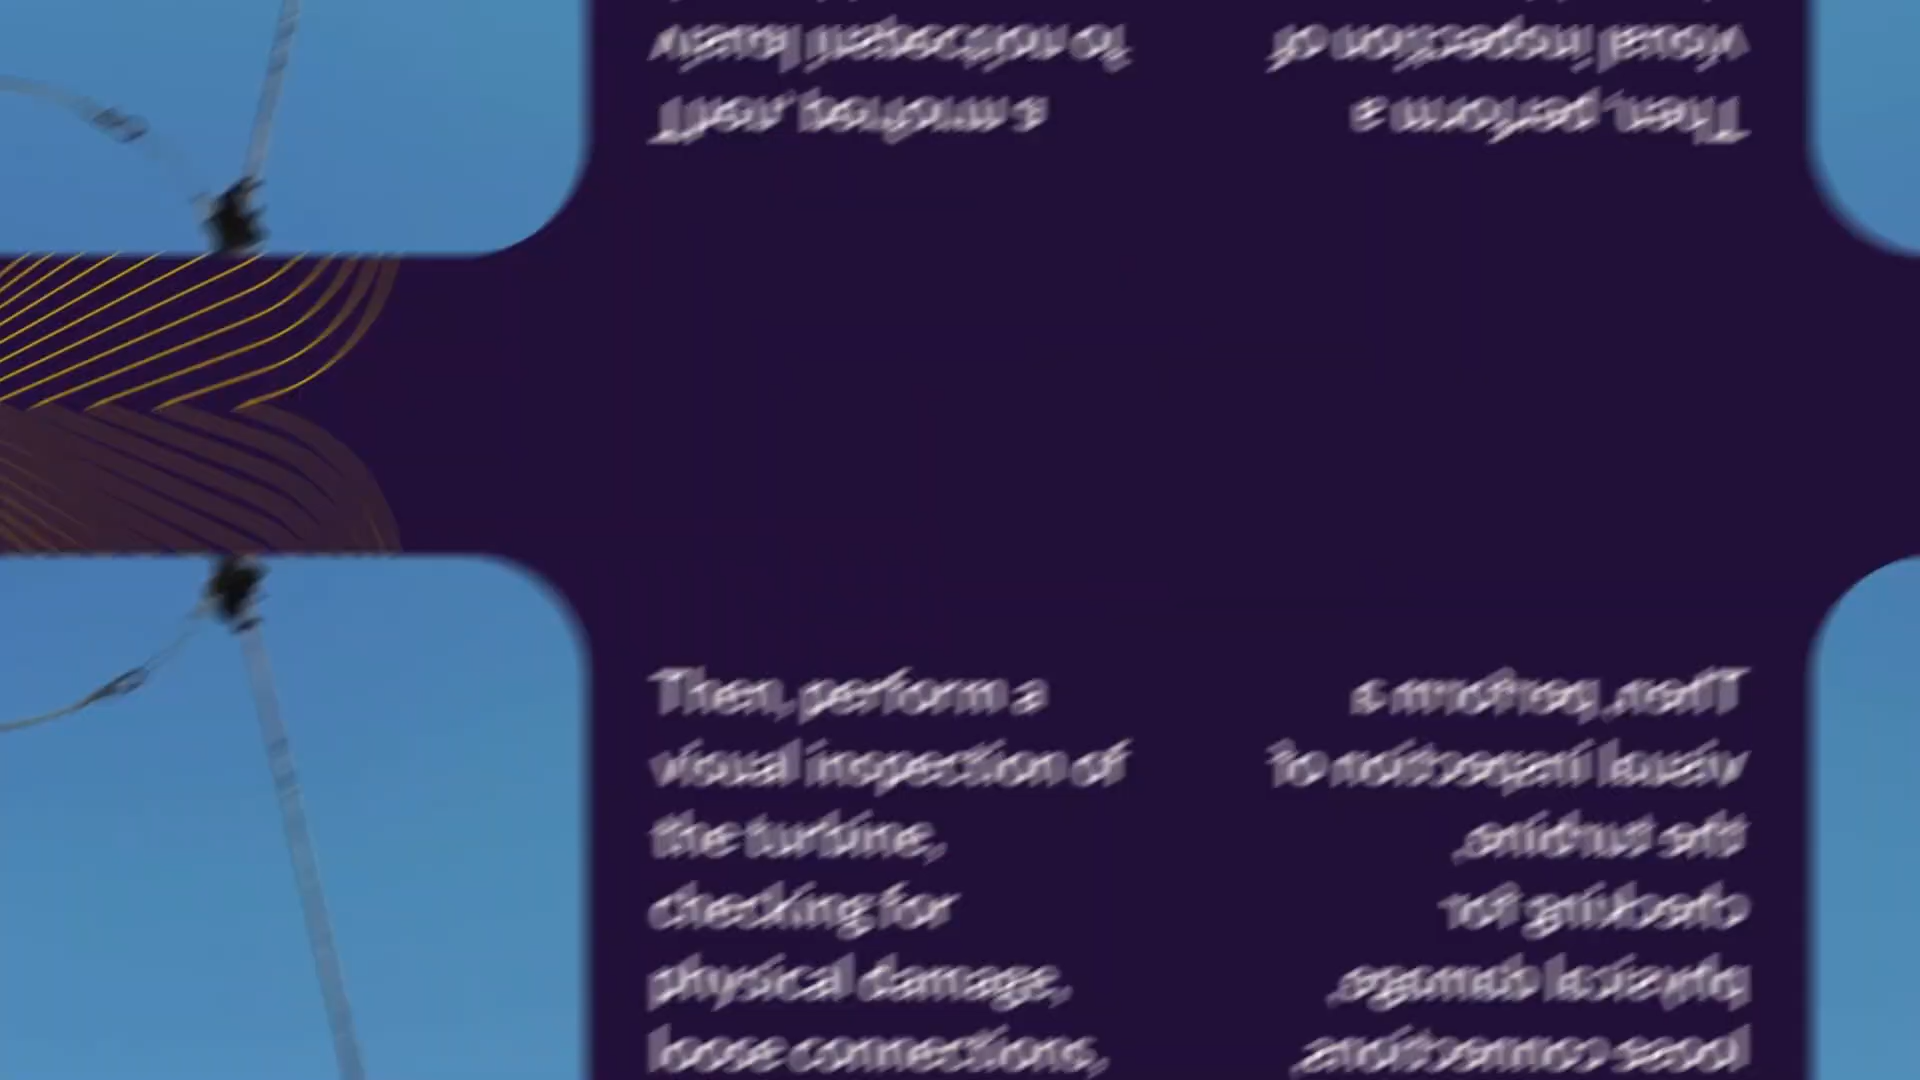 Then, perform a
visual inspection of
the turbine,
checking for
physical damage,
loose connections,